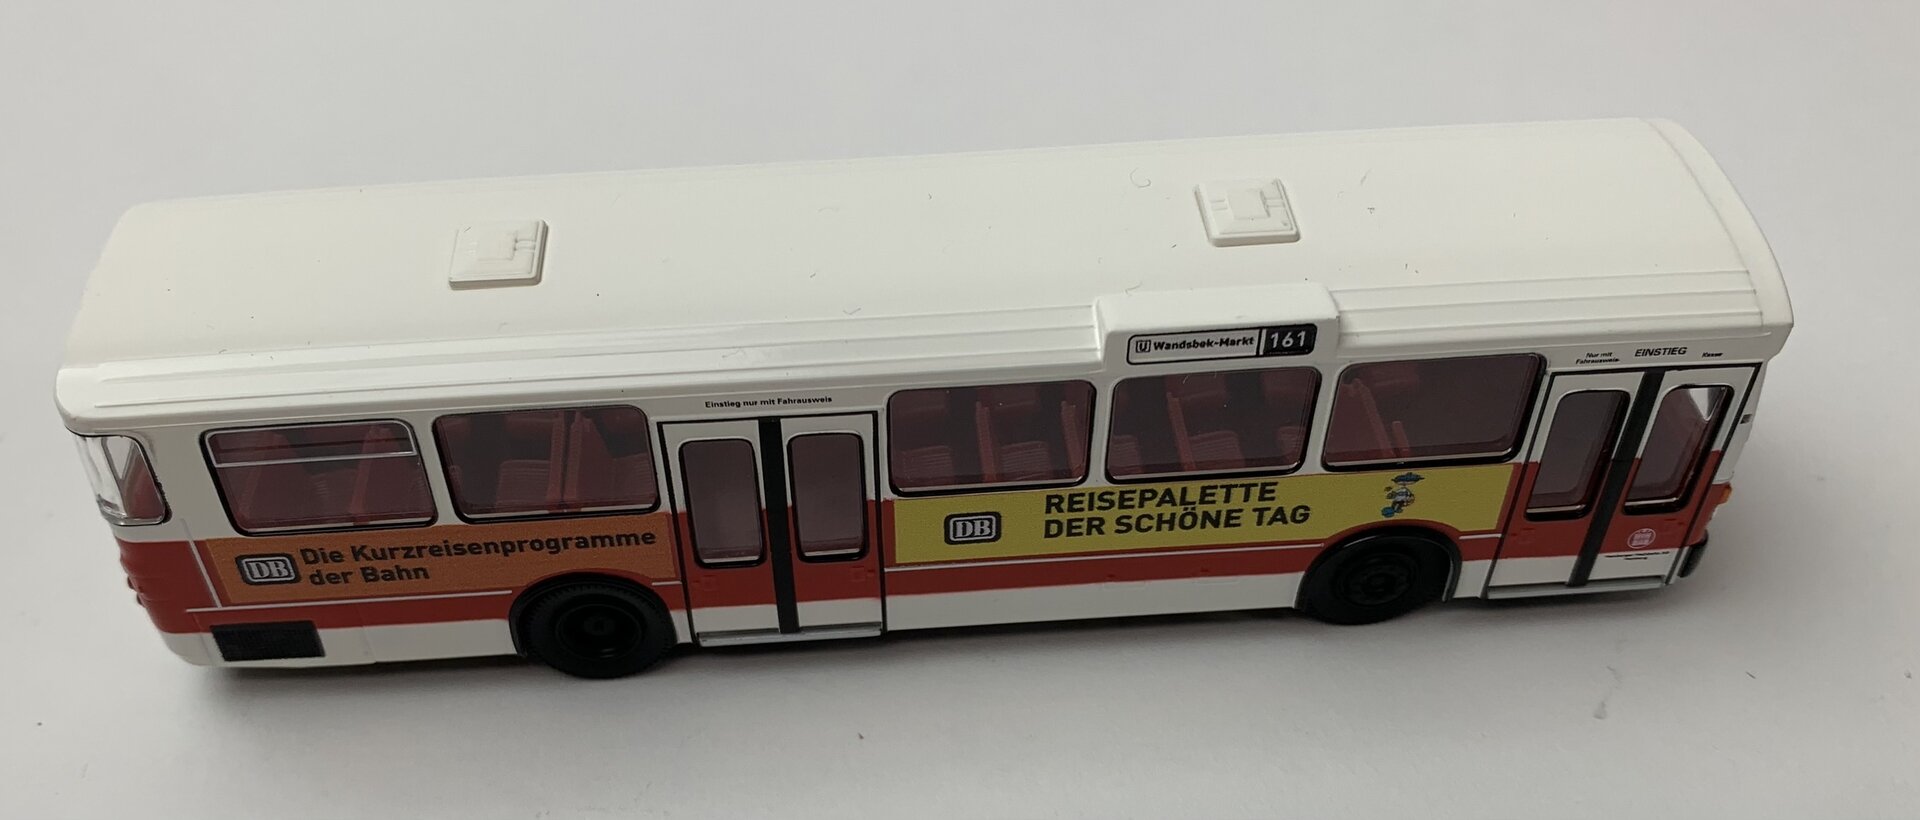 U Wandsbek-Markt 161
Nur mit
Fahrausweis
EINSTIEG
Kasse
Einstieg nur mit Fahrausweis
DB
REISEPALETTE
DER SCHÖNE TAG
DB
Die Kurzreisenprogramme
der Bahn